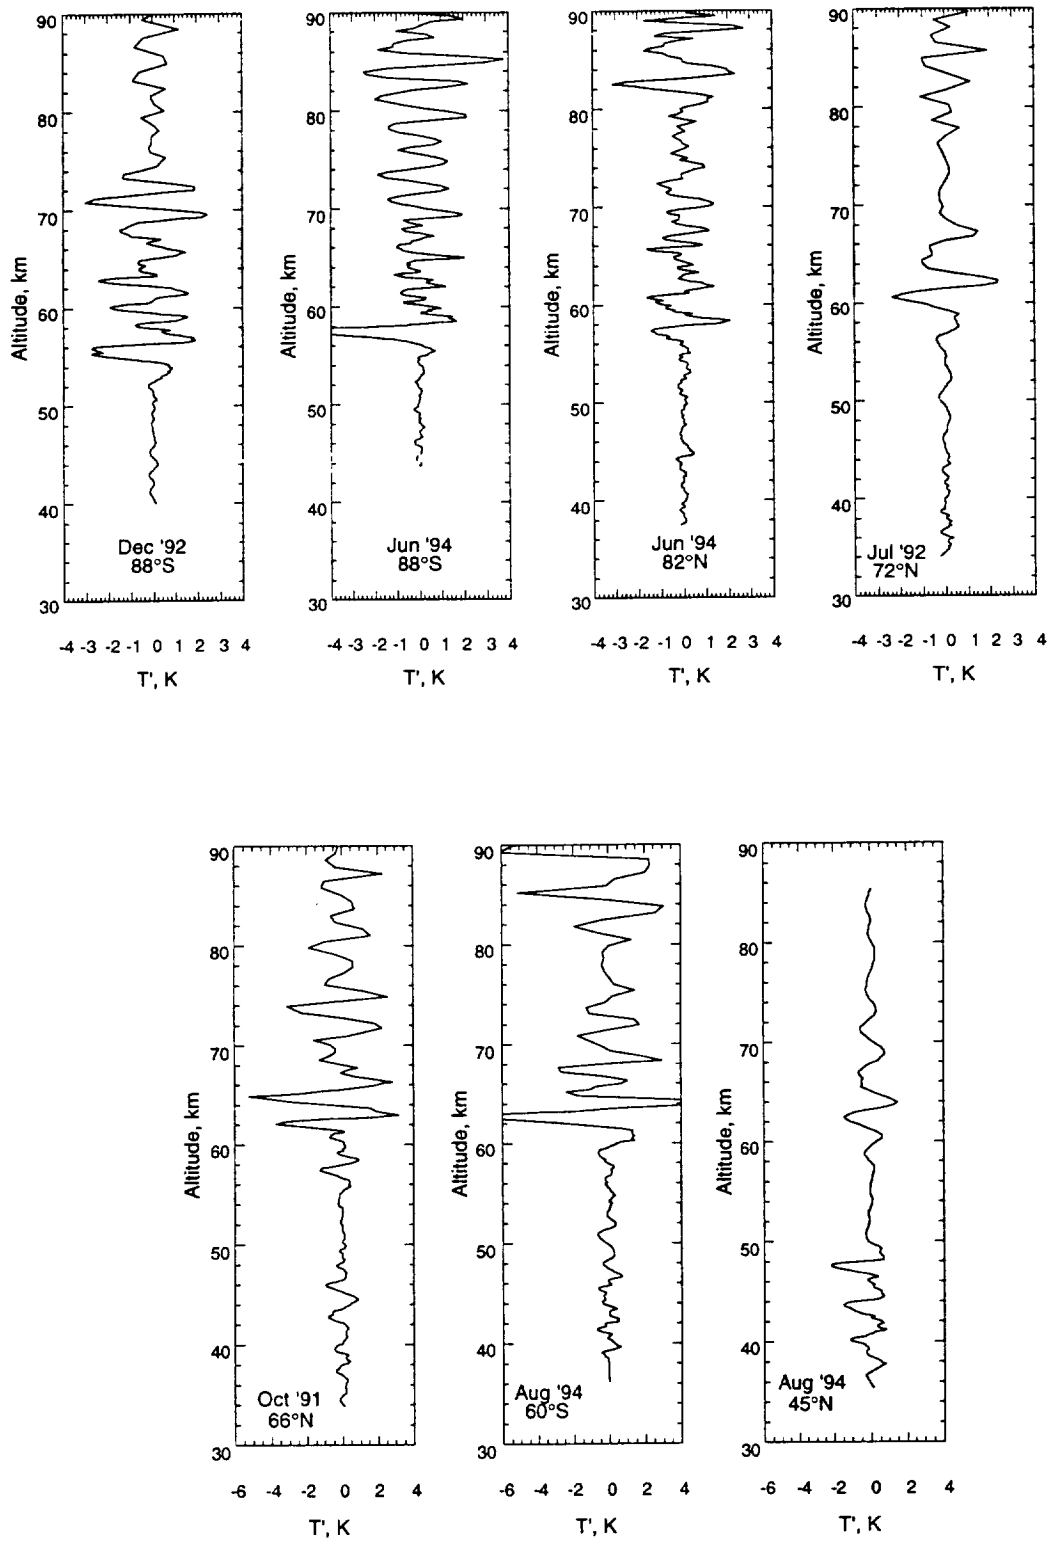 90
80
70
60
50
40
30
Altitude, km
Dec '92
88°S
-4 -3 -2 -1 0 1 2 3 4
T', K
90
80
70
60
50
40
30
Altitude, km
Jun '94
88°S
-4 -3 -2 -1 0 1 2 3 4
T', K
90
80
70
60
50
40
30
Altitude, km
Jun '94
82°N
-4 -3 -2 -1 0 1 2 3 4
T', K
90
80
70
60
50
40
30
Altitude, km
Jul '92
72°N
-4 -3 -2 -1 0 1 2 3 4
T', K
90
80
70
60
50
40
30
Altitude, km
Oct '91
66°N
-6 -4 -2 0 2 4
T', K
90
80
70
60
50
40
30
Altitude, km
Aug '94
60°S
-6 -4 -2 0 2 4
T', K
90
80
70
60
50
40
30
Altitude, km
Aug '94
45°N
-6 -4 -2 0 2 4
T', K